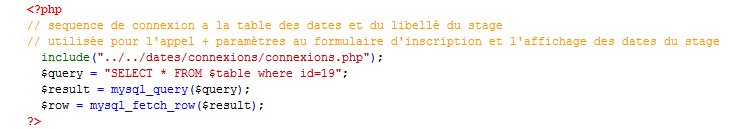 <?php
// sequence de connexion a la table des dates et du libellé du stage
// utilisée pour l'appel + paramètres au formulaire d'inscription et l'affichage des dates du stage
include("../../dates/connexions/connexions.php");
$query = "SELECT * FROM $table where id=19";
$result = mysql_query($query);
$row = mysql_fetch_row($result);
?>